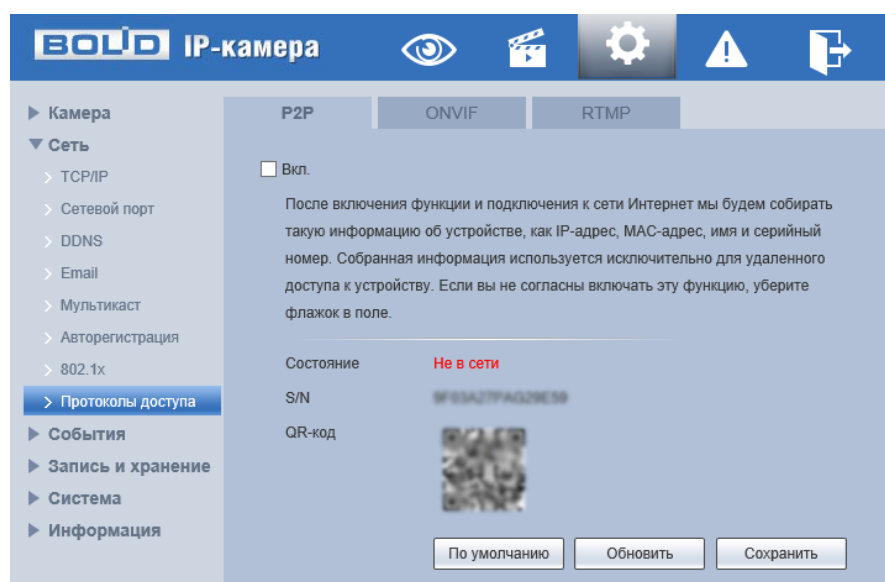 BOLID IP-камера
Камера
Сеть
TCP/IP
Сетевой порт
DDNS
Email
Мультикаст
Авторегистрация
802.1x
Протоколы доступа
События
Запись и хранение
Система
Информация
P2P ONVIF RTMP
Вкл.
После включения функции и подключения к сети Интернет мы будем собирать
такую информацию об устройстве, как IP-адрес, MAC-адрес, имя и серийный
номер. Собранная информация используется исключительно для удаленного
доступа к устройству. Если вы не согласны включать эту функцию, уберите
флажок в поле.
Состояние Не в сети
S/N
QR-код
По умолчанию Обновить Сохранить